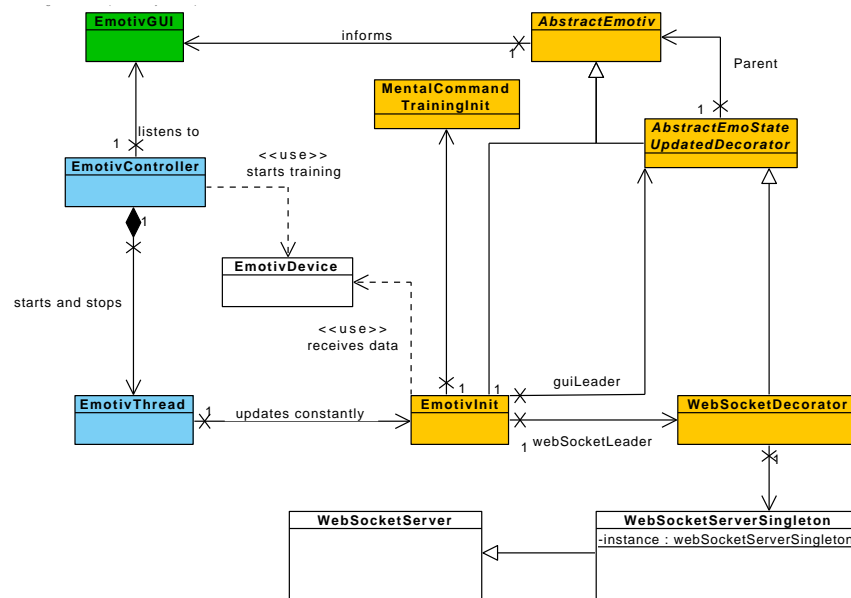 EmotivGUI
AbstractEmotiv
informs
1
Parent
MentalCommand
TrainingInit
1
AbstractEmoState
UpdatedDecorator
listens to
1
EmotivController
<<use>>
starts training
1
EmotivDevice
starts and stops
<<use>>
receives data
1
1
guiLeader
EmotivThread
1
updates constantly
EmotivInit
WebSocketDecorator
1
webSocketLeader
1
WebSocketServer
WebSocketServerSingleton
-instance : webSocketServerSingleton